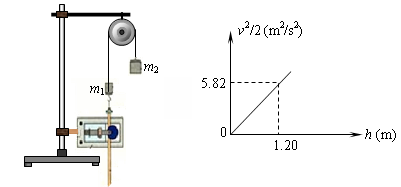 m₁
m₂
v²/2 (m²/s²)
5.82
0
1.20
h (m)